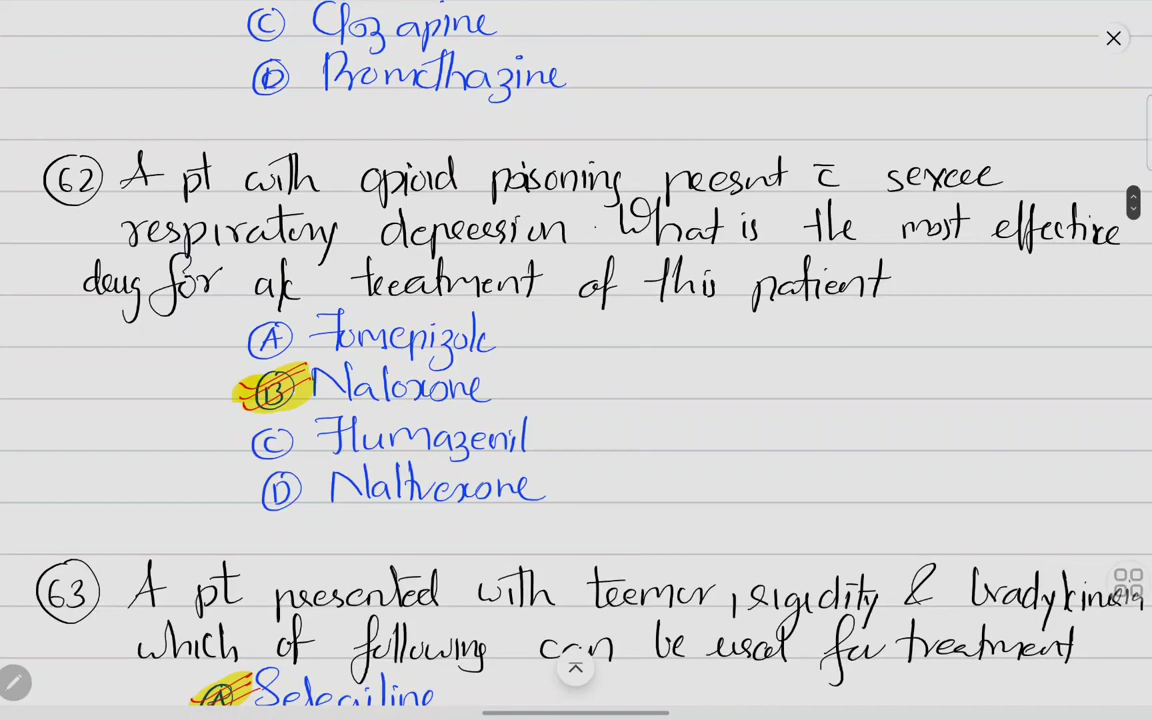 C Clozapine
D Promethazine
62 A pt with opioid poisoning present c̄ severe
respiratory depression. What is the most effective
drug for a/c treatment of this patient
A Fomepizole
B Naloxone
C Flumazenil
D Naltrexone
63 A pt presented with tremor, rigidity & bradykinesia
which of following can be used for treatment
A Selegiline